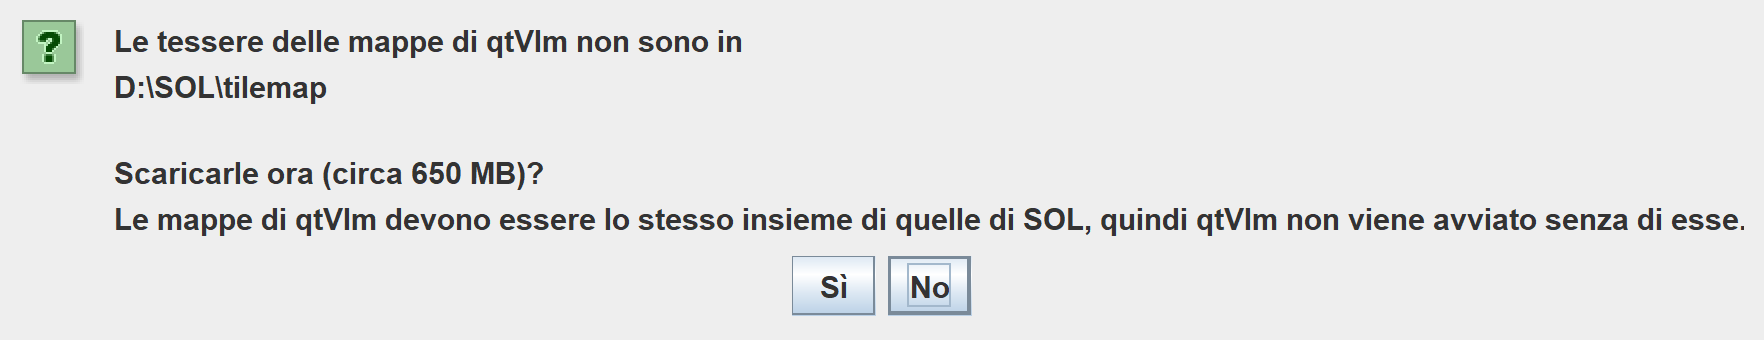 Le tessere delle mappe di qtVlm non sono in
D:\SOL\tilemap
Scaricarle ora (circa 650 MB)?
Le mappe di qtVlm devono essere lo stesso insieme di quelle di SOL, quindi qtVlm non viene avviato senza di esse.
Sì No